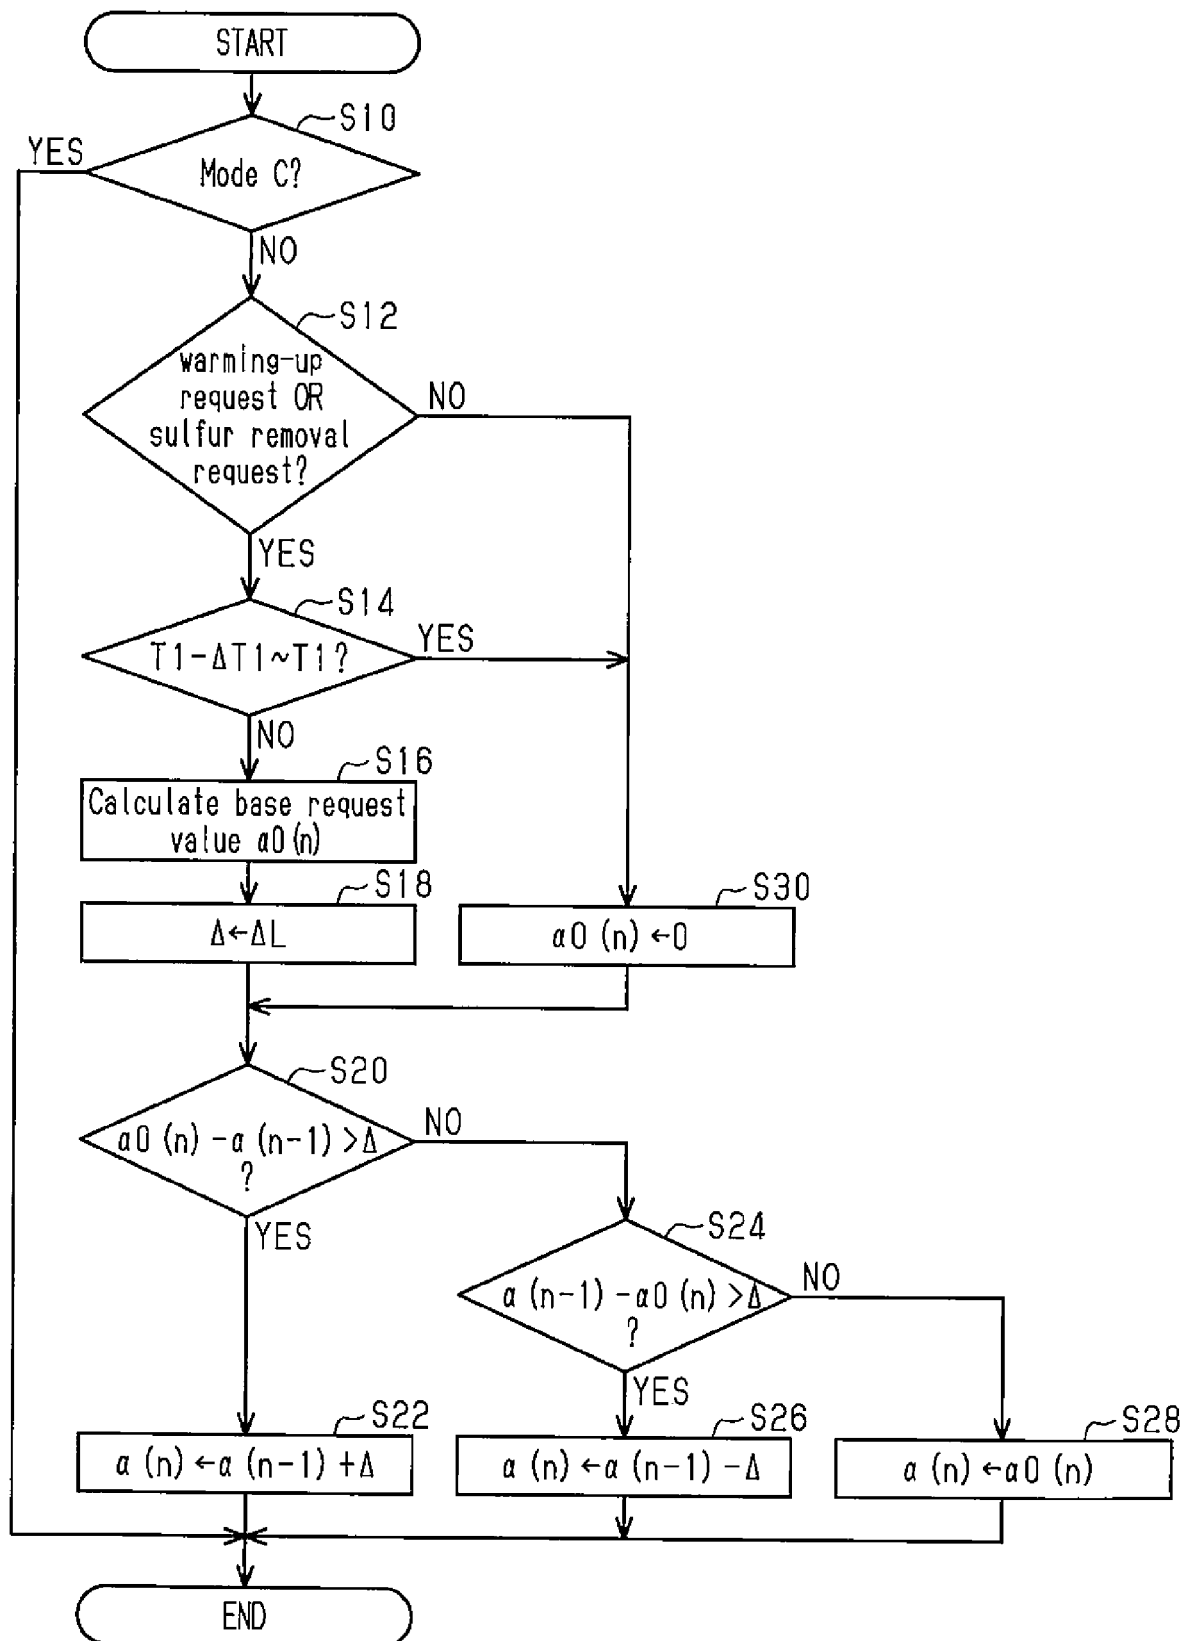 START
S10
YES
Mode C?
NO
S12
warming-up
request OR
sulfur removal
request?
NO
YES
S14
T1-ΔT1~T1?
YES
NO
S16
Calculate base request
value α0(n)
S18
Δ←ΔL
S30
α0 (n) ←0
S20
α0 (n) -α (n-1) >Δ
?
NO
YES
S24
α (n-1) -α0 (n) >Δ
?
NO
YES
S22
α (n) ←α (n-1) +Δ
S26
α (n) ←α (n-1) -Δ
S28
α (n) ←α0 (n)
END